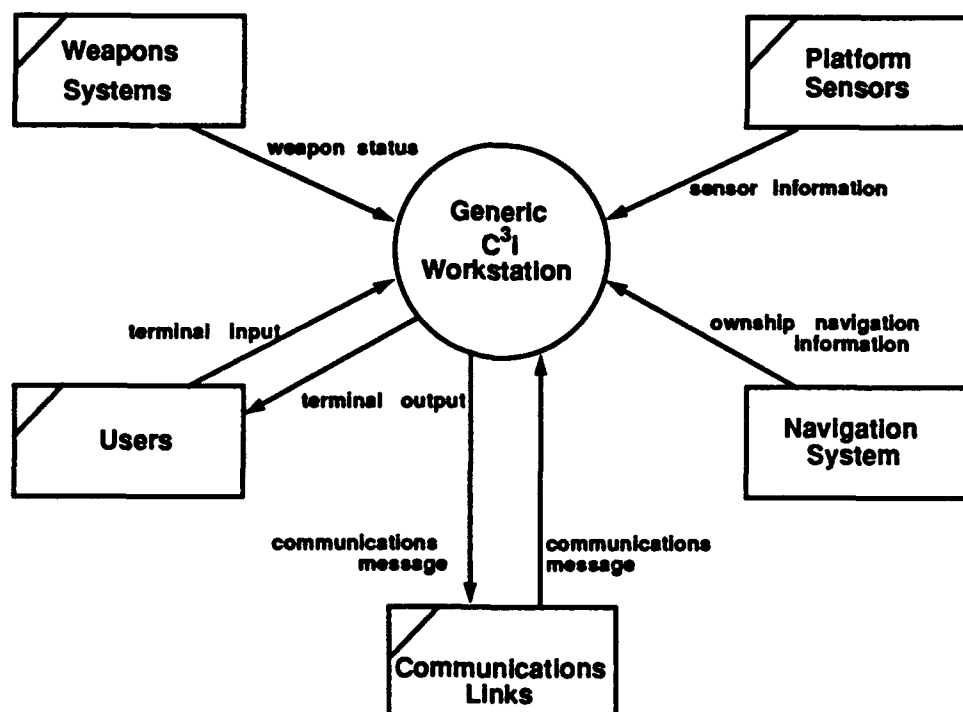 Weapons
Systems
Platform
Sensors
weapon status
sensor information
Generic
C³I
Workstation
terminal input
ownship navigation
information
terminal output
Users
Navigation
System
communications
message
communications
message
Communications
Links